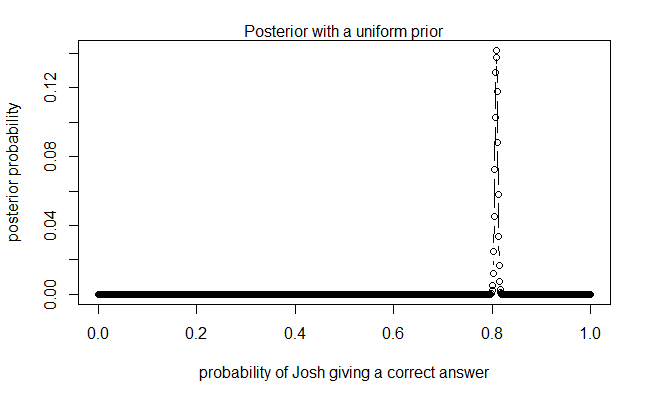 Posterior with a uniform prior
posterior probability
0.12
0.08
0.04
0.00
0.0 0.2 0.4 0.6 0.8 1.0
probability of Josh giving a correct answer